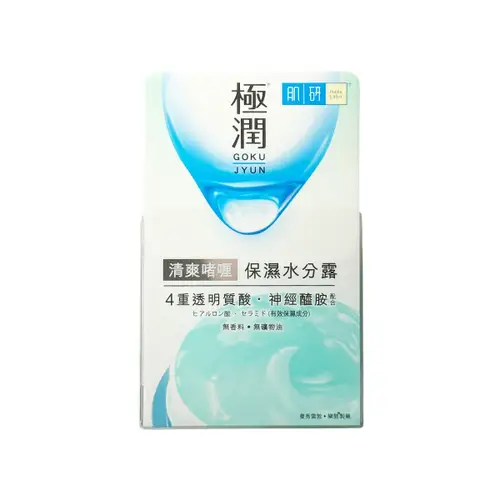 肌研
極潤
GOKU
JYUN
清爽啫喱 保濕水分露
4重透明質酸・神經醯胺配合
ヒアルロン酸・セラミド(有效保濕成分)
無香料・無礦物油